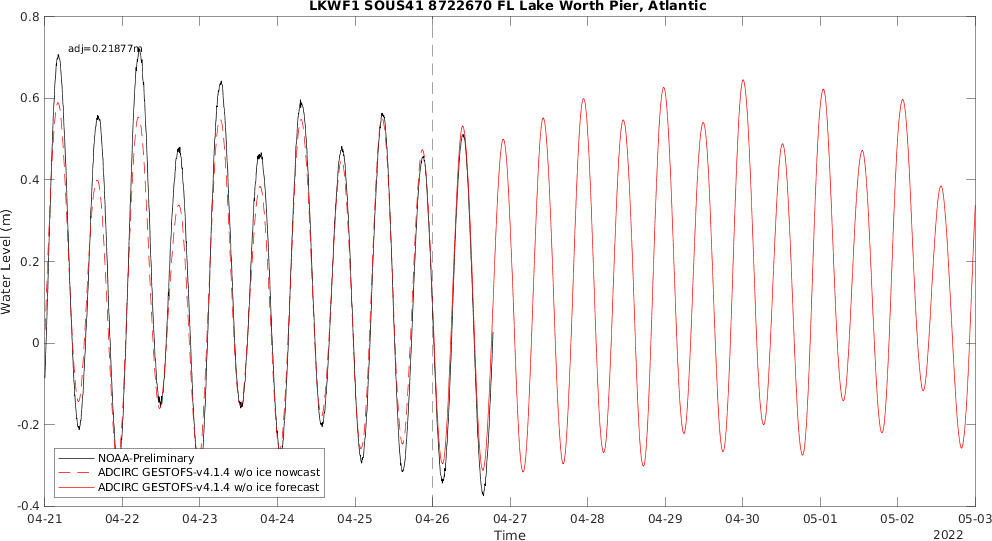 LKWF1 SOUS41 8722670 FL Lake Worth Pier, Atlantic
adj=0.21877m
0.8
0.6
0.4
0.2
0
-0.2
-0.4
Water Level (m)
NOAA-Preliminary
ADCIRC GESTOFS-v4.1.4 w/o ice nowcast
ADCIRC GESTOFS-v4.1.4 w/o ice forecast
04-21 04-22 04-23 04-24 04-25 04-26 04-27 04-28 04-29 04-30 05-01 05-02 05-03
Time
2022